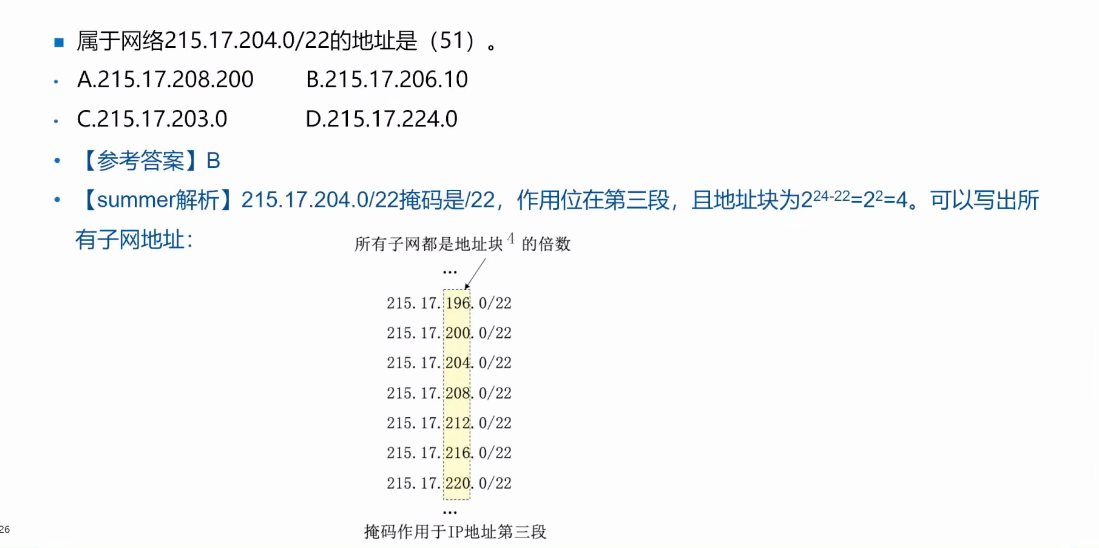 ■ 属于网络215.17.204.0/22的地址是（51）。
• A.215.17.208.200 B.215.17.206.10
• C.215.17.203.0 D.215.17.224.0
• 【参考答案】B
• 【summer解析】215.17.204.0/22掩码是/22，作用位在第三段，且地址块为2²⁴⁻²²=2²=4。可以写出所
有子网地址：
所有子网都是地址块4 的倍数
...
215.17.196.0/22
215.17.200.0/22
215.17.204.0/22
215.17.208.0/22
215.17.212.0/22
215.17.216.0/22
215.17.220.0/22
...
掩码作用于IP地址第三段
26